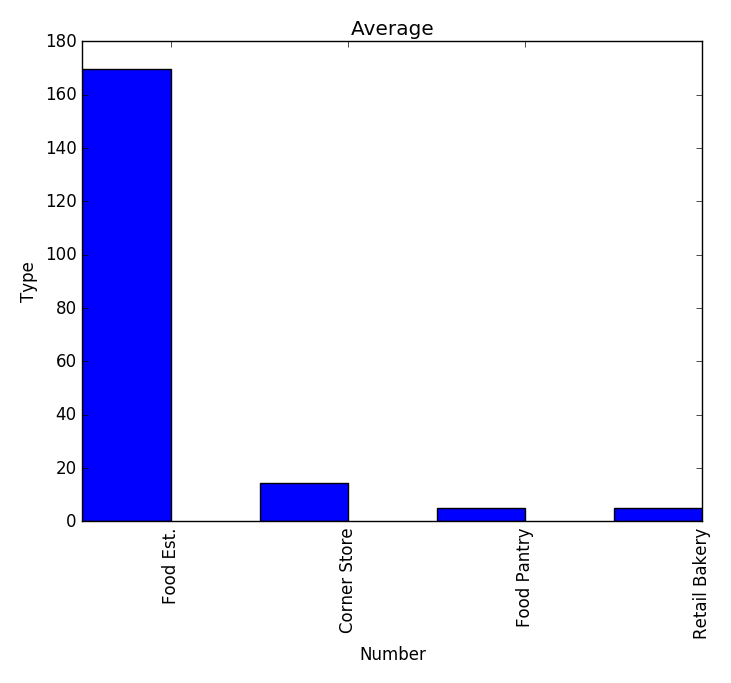 Average
180
160
140
120
100
80
60
40
20
0
Type
Food Est.
Corner Store
Food Pantry
Retail Bakery
Number